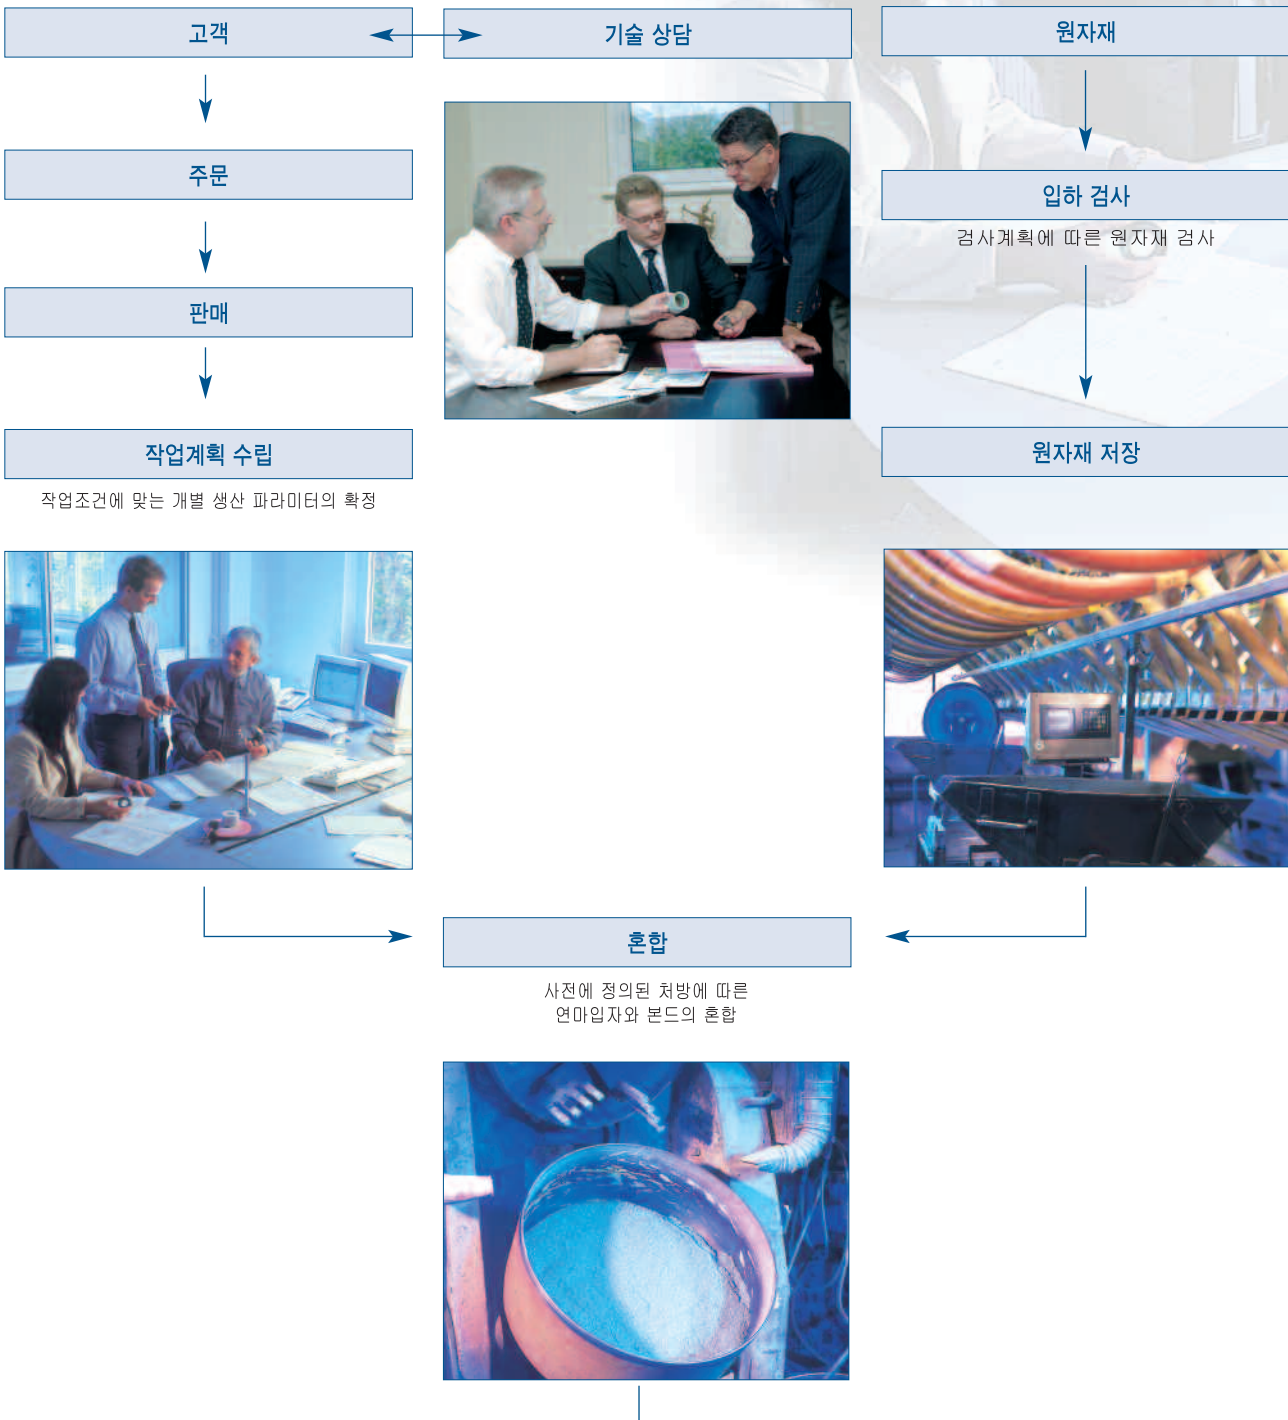 고객
기술 상담
원자재
주문
입하 검사
검사계획에 따른 원자재 검사
판매
작업계획 수립
작업조건에 맞는 개별 생산 파라미터의 확정
원자재 저장
혼합
사전에 정의된 처방에 따른
연마입자와 본드의 혼합